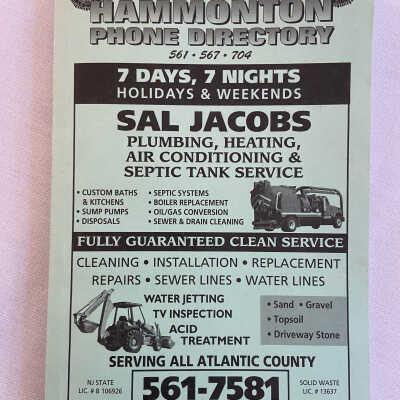 HAMMONTON
PHONE DIRECTORY
561 • 567 • 704
7 DAYS, 7 NIGHTS
HOLIDAYS & WEEKENDS
SAL JACOBS
PLUMBING, HEATING,
AIR CONDITIONING &
SEPTIC TANK SERVICE
• CUSTOM BATHS
& KITCHENS
• SUMP PUMPS
• DISPOSALS
• SEPTIC SYSTEMS
• BOILER REPLACEMENT
• OIL/GAS CONVERSION
• SEWER & DRAIN CLEANING
FULLY GUARANTEED CLEAN SERVICE
CLEANING • INSTALLATION • REPLACEMENT
REPAIRS • SEWER LINES • WATER LINES
WATER JETTING
TV INSPECTION
ACID
TREATMENT
• Sand • Gravel
• Topsoil
• Driveway Stone
SERVING ALL ATLANTIC COUNTY
NJ STATE
LIC. # B 106926
561-7581
SOLID WASTE
LIC. # 13637